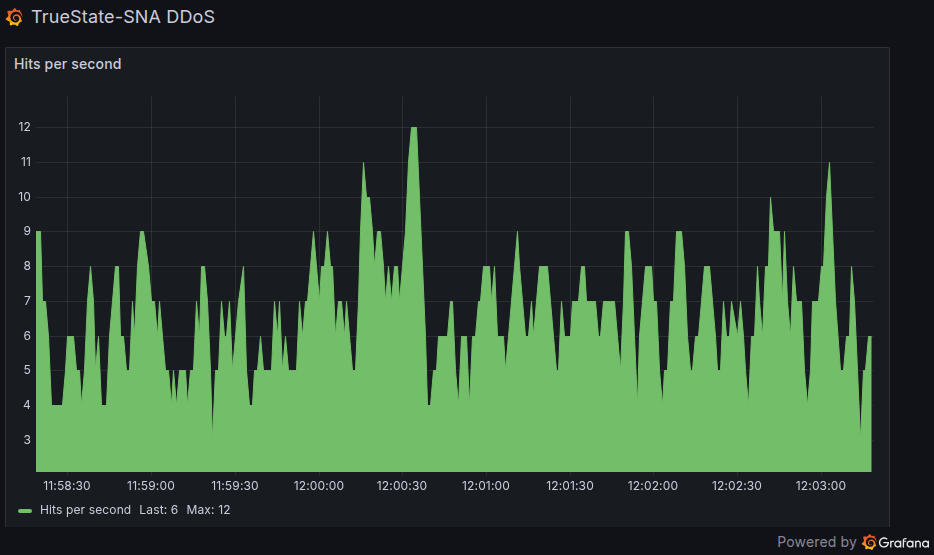 TrueState-SNA DDoS
Hits per second
12
11
10
9
8
7
6
5
4
3
11:58:30 11:59:00 11:59:30 12:00:00 12:00:30 12:01:00 12:01:30 12:02:00 12:02:30 12:03:00
Hits per second Last: 6 Max: 12
Powered by Grafana